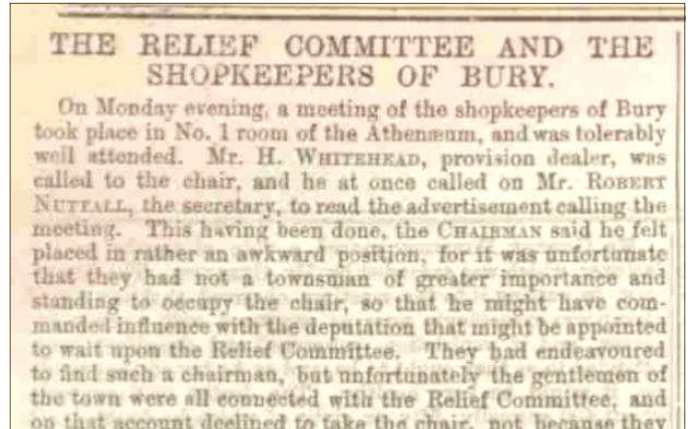 THE RELIEF COMMITTEE AND THE
SHOPKEEPERS OF BURY.
On Monday evening, a meeting of the shopkeepers of Bury
took place in No. 1 room of the Athenæum, and was tolerably
well attended. Mr. H. WHITEHEAD, provision dealer, was
called to the chair, and he at once called on Mr. ROBERT
NUTTALL, the secretary, to read the advertisement calling the
meeting. This having been done, the CHAIRMAN said he felt
placed in rather an awkward position, for it was unfortunate
that they had not a townsman of greater importance and
standing to occupy the chair, so that he might have com-
manded influence with the deputation that might be appointed
to wait upon the Relief Committee. They had endeavoured
to find such a chairman, but unfortunately the gentlemen of
the town were all connected with the Relief Committee, and
on that account declined to take the chair, not because they